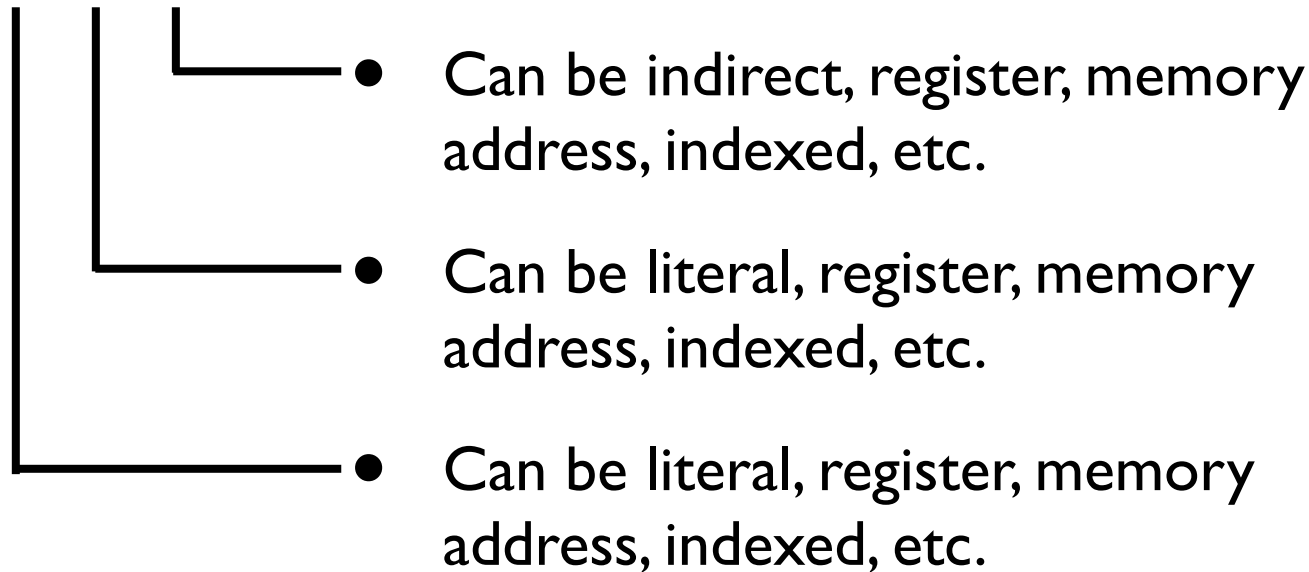 • Can be indirect, register, memory
address, indexed, etc.
• Can be literal, register, memory
address, indexed, etc.
• Can be literal, register, memory
address, indexed, etc.